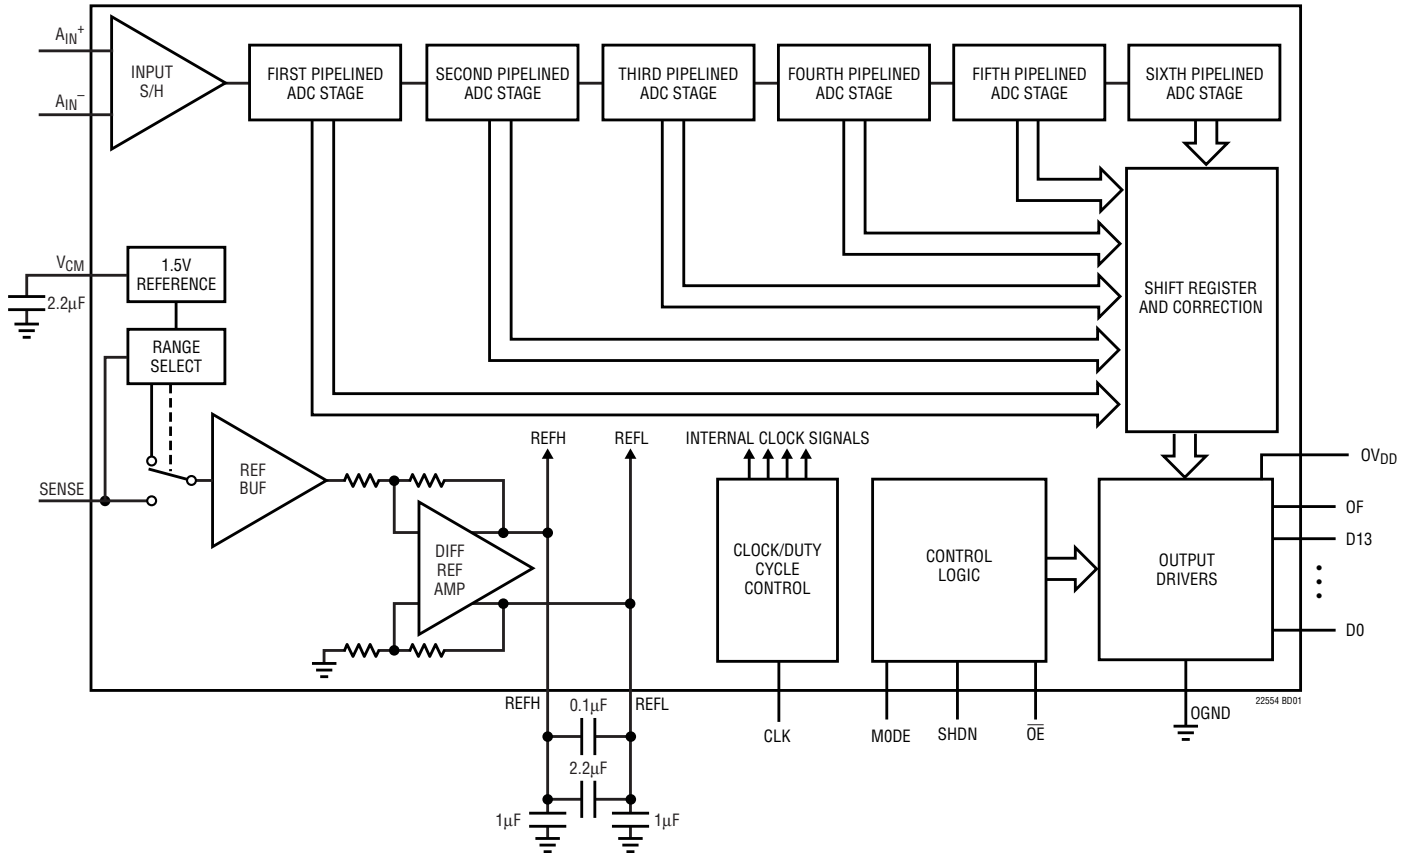 AIN+
INPUT
S/H
AIN−
FIRST PIPELINED
ADC STAGE
SECOND PIPELINED
ADC STAGE
THIRD PIPELINED
ADC STAGE
FOURTH PIPELINED
ADC STAGE
FIFTH PIPELINED
ADC STAGE
SIXTH PIPELINED
ADC STAGE
VCM
2.2µF
1.5V
REFERENCE
RANGE
SELECT
SHIFT REGISTER
AND CORRECTION
SENSE
REF
BUF
DIFF
REF
AMP
REFH
REFL
INTERNAL CLOCK SIGNALS
CLOCK/DUTY
CYCLE
CONTROL
CONTROL
LOGIC
OUTPUT
DRIVERS
OVDD
OF
D13
D0
REFH
0.1µF
REFL
2.2µF
1µF
1µF
CLK
MODE
SHDN
O̅E̅
OGND
22554 BD01